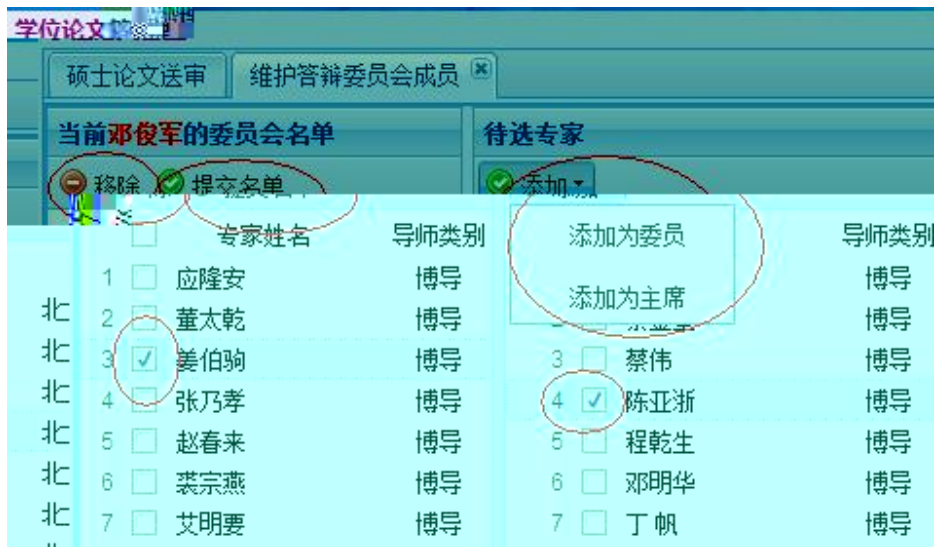 学位论文
硕士论文送审 维护答辩委员会成员
当前邓俊军的委员会名单 待选专家
移除 提交名单 添加
专家姓名 导师类别 添加为委员 导师类别
1 应隆安 博导 博导
添加为主席
北 2 董太乾 博导 博导
北 3 姜伯驹 博导 3 蔡伟 博导
北 4 张乃孝 博导 4 陈亚浙 博导
北 5 赵春来 博导 5 程乾生 博导
北 6 裘宗燕 博导 6 邓明华 博导
北 7 艾明要 博导 7 丁帆 博导